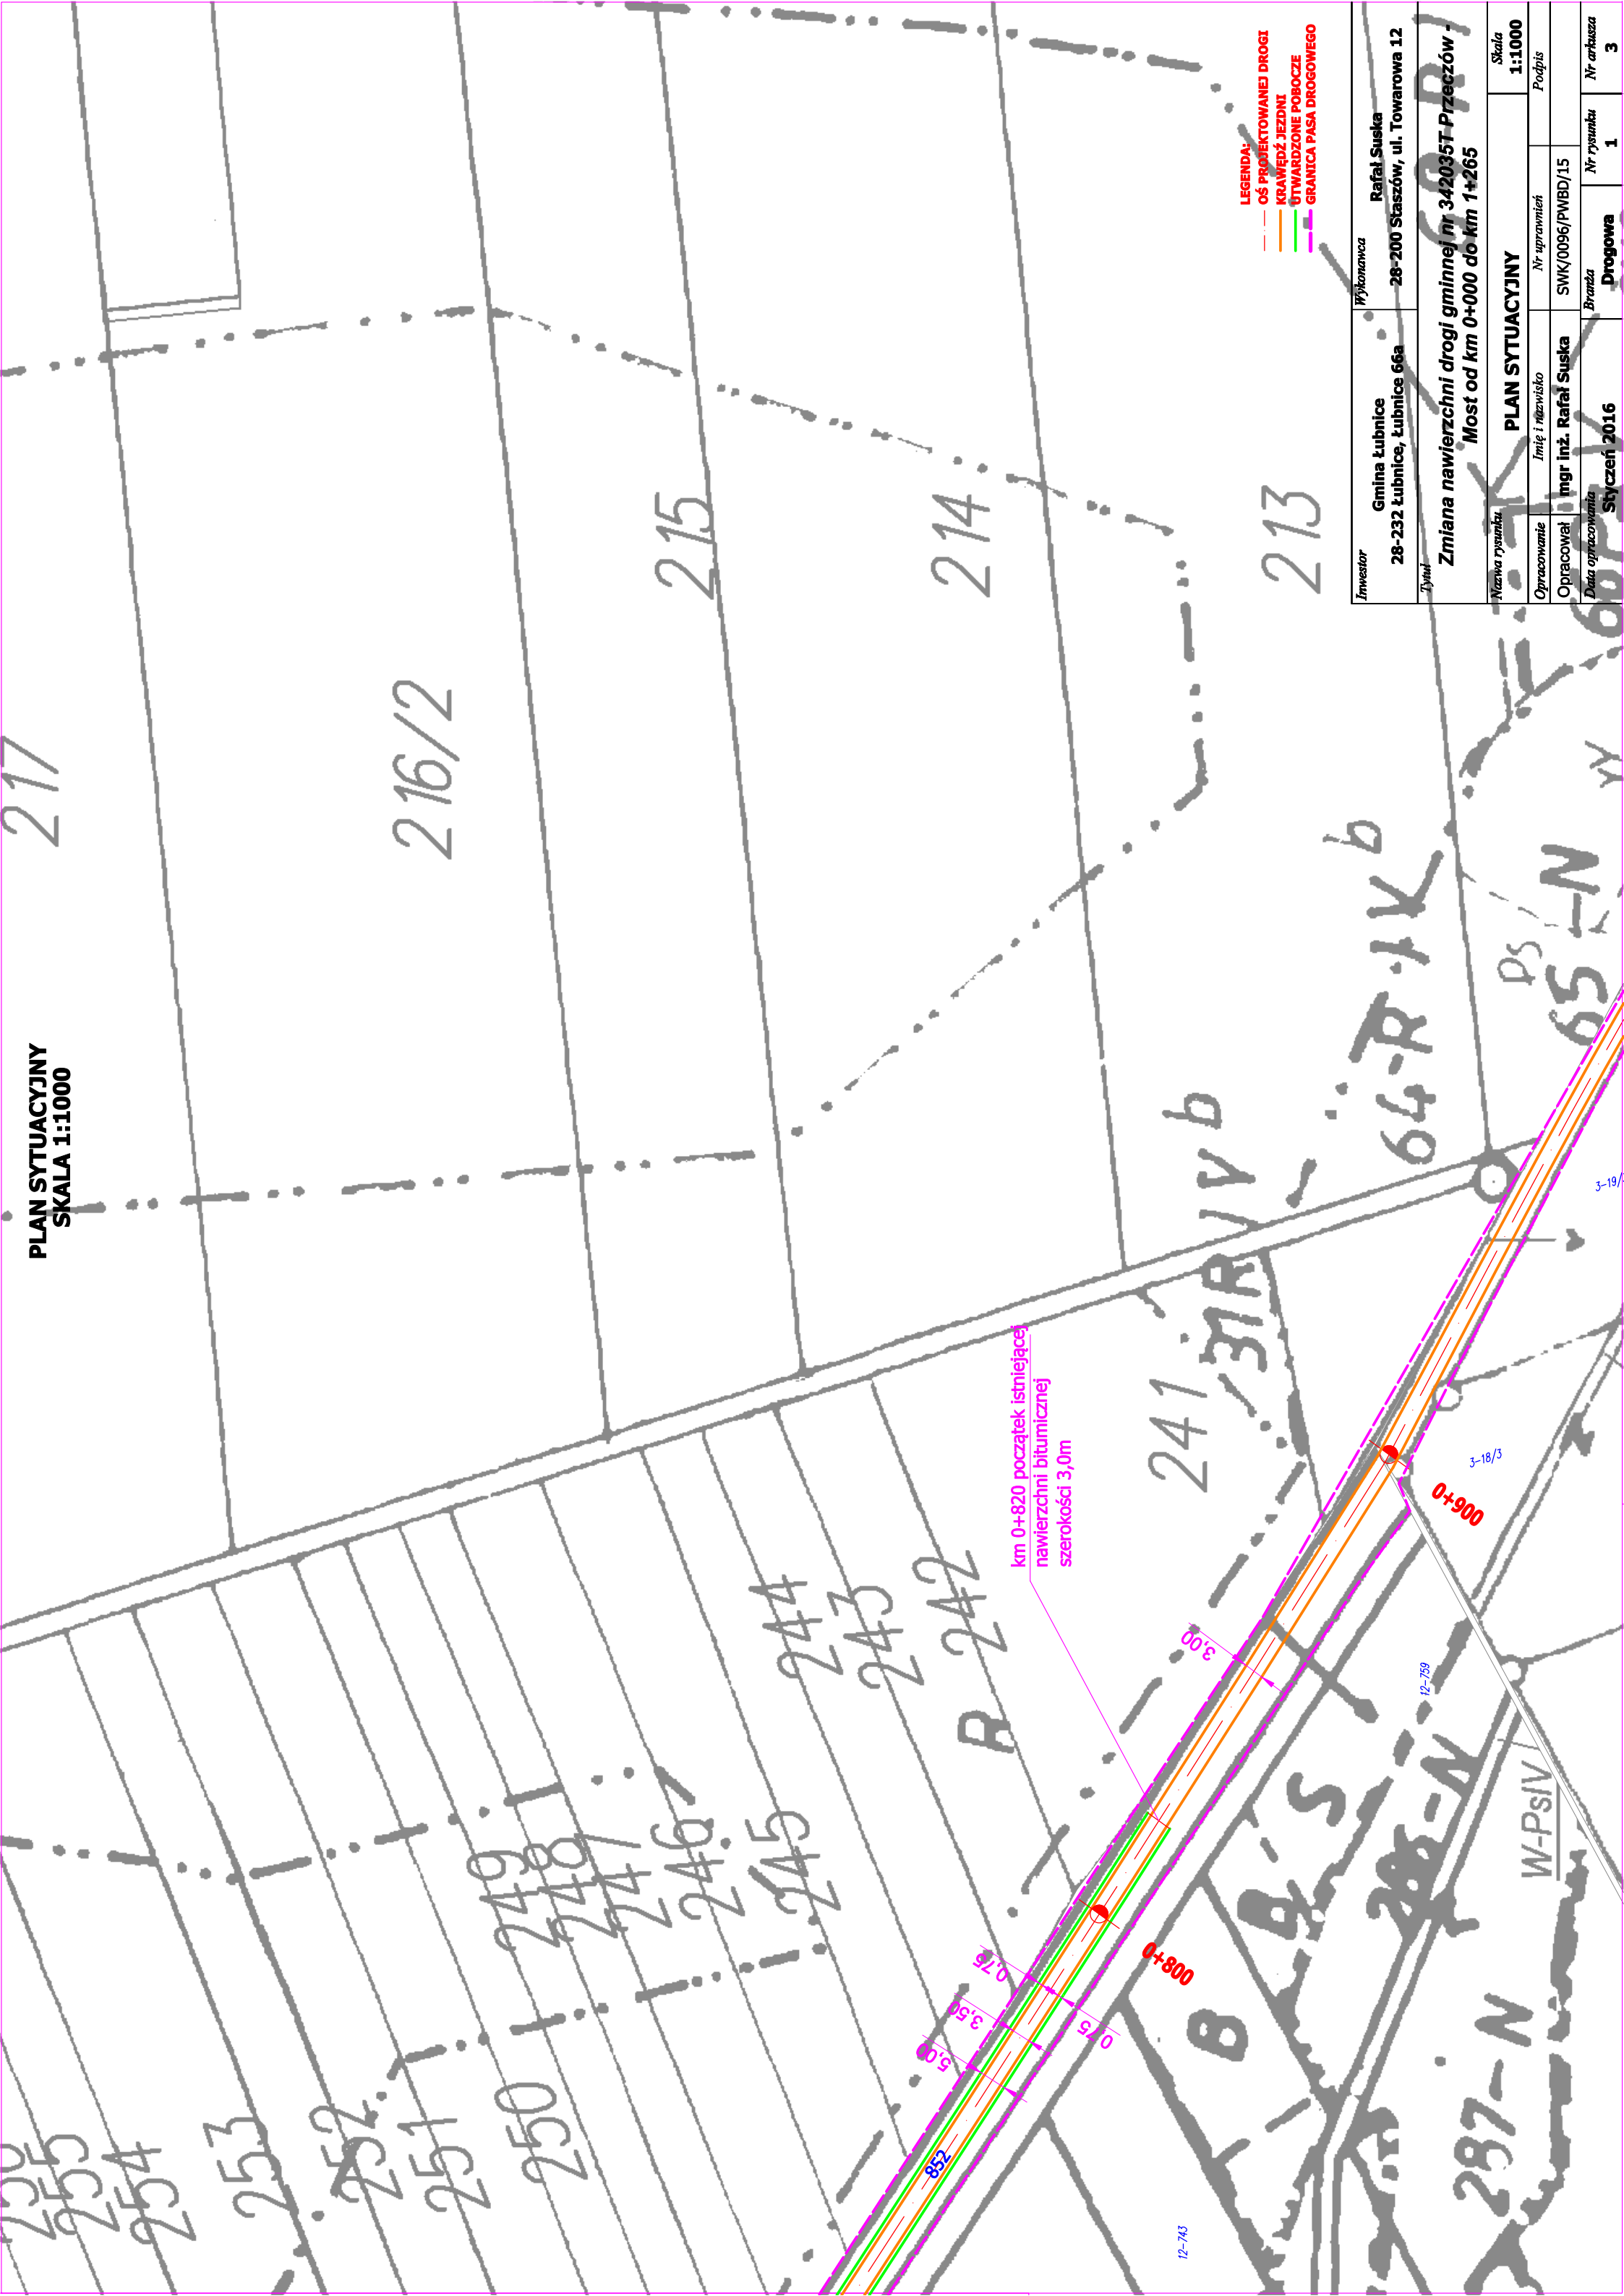 PLAN SYTUACYJNY
SKALA 1:1000
217
216/2
215
214
213
255
254
253
252
251
250
249
248
247
246
245
244
243
242
R
241
31RIVb
64-R-IKb
65-N
PS
km 0+820 początek istniejącej
nawierzchni bitumicznej
szerokości 3,0m
5,00
3,50
0,75
0,75
3,00
852
0+800
0+900
12-743
12-759
3-18/3
3-19/
W-PsIV
287-N
B
LEGENDA:
OŚ PROJEKTOWANEJ DROGI
KRAWĘDŹ JEZDNI
UTWARDZONE POBOCZE
GRANICA PASA DROGOWEGO
Inwestor
Gmina Łubnice
28-232 Łubnice, Łubnice 66a
Wykonawca
Rafał Suska
28-200 Staszów, ul. Towarowa 12
Tytuł
Zmiana nawierzchni drogi gminnej nr 342035T Przeczów -
Most od km 0+000 do km 1+265
Nazwa rysunku
PLAN SYTUACYJNY
Skala
1:1000
Opracowanie Imię i nazwisko Nr uprawnień Podpis
Opracował mgr inż. Rafał Suska SWK/0096/PWBD/15
Data opracowania
Styczeń 2016
Branża
Drogowa
Nr rysunku
1
Nr arkusza
3